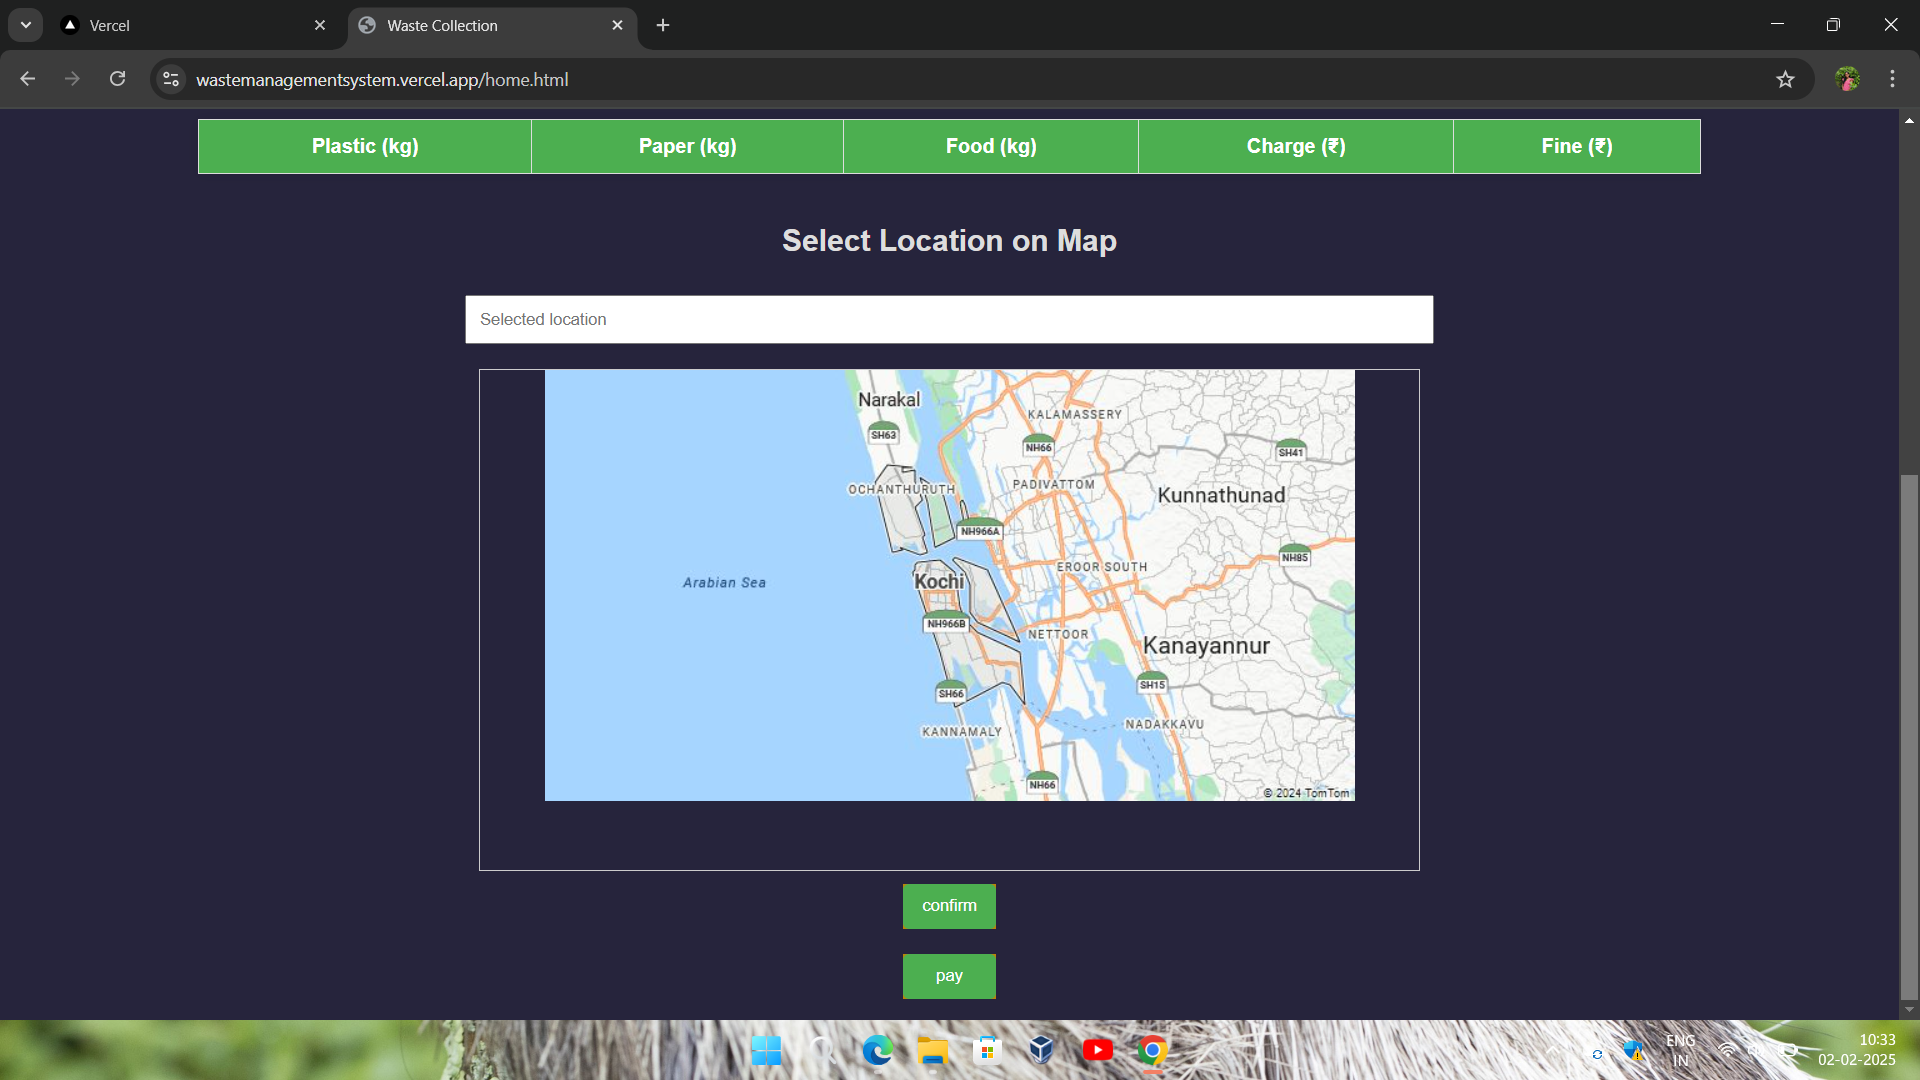 Vercel
Waste Collection
wastemanagementsystem.vercel.app/home.html
Plastic (kg) Paper (kg) Food (kg) Charge (₹) Fine (₹)
Select Location on Map
Selected location
Narakal
KALAMASSERY
SH63
NH66
SH41
OCHANTHURUTH
PADIVATTOM
Kunnathunad
NH966A
NH85
EROOR SOUTH
Arabian Sea
Kochi
NH966B
NETTOOR
Kanayannur
SH15
SH66
NADAKKAVU
KANNAMALY
NH66
© 2024 TomTom
confirm
pay
ENG
IN
10:33
02-02-2025